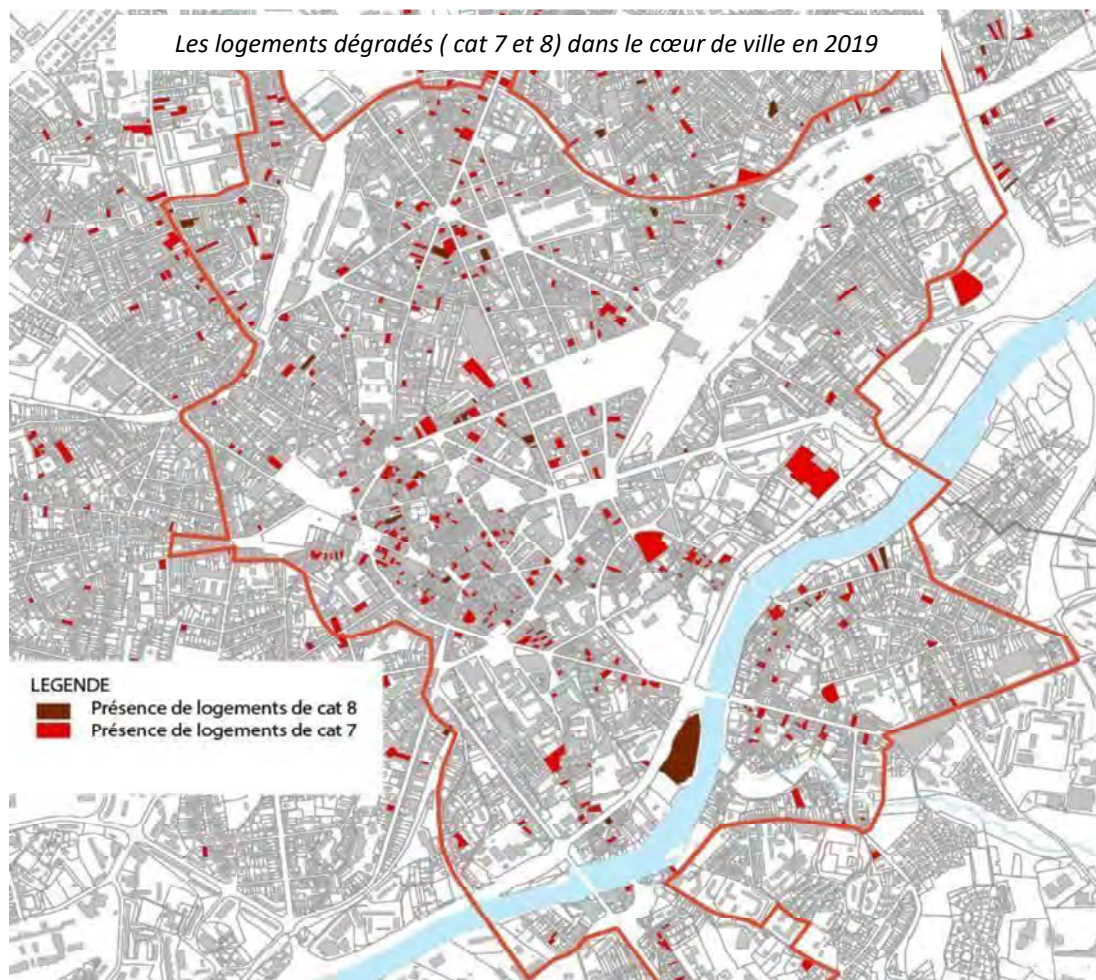 Les logements dégradés ( cat 7 et 8) dans le cœur de ville en 2019
LEGENDE
Présence de logements de cat 8
Présence de logements de cat 7